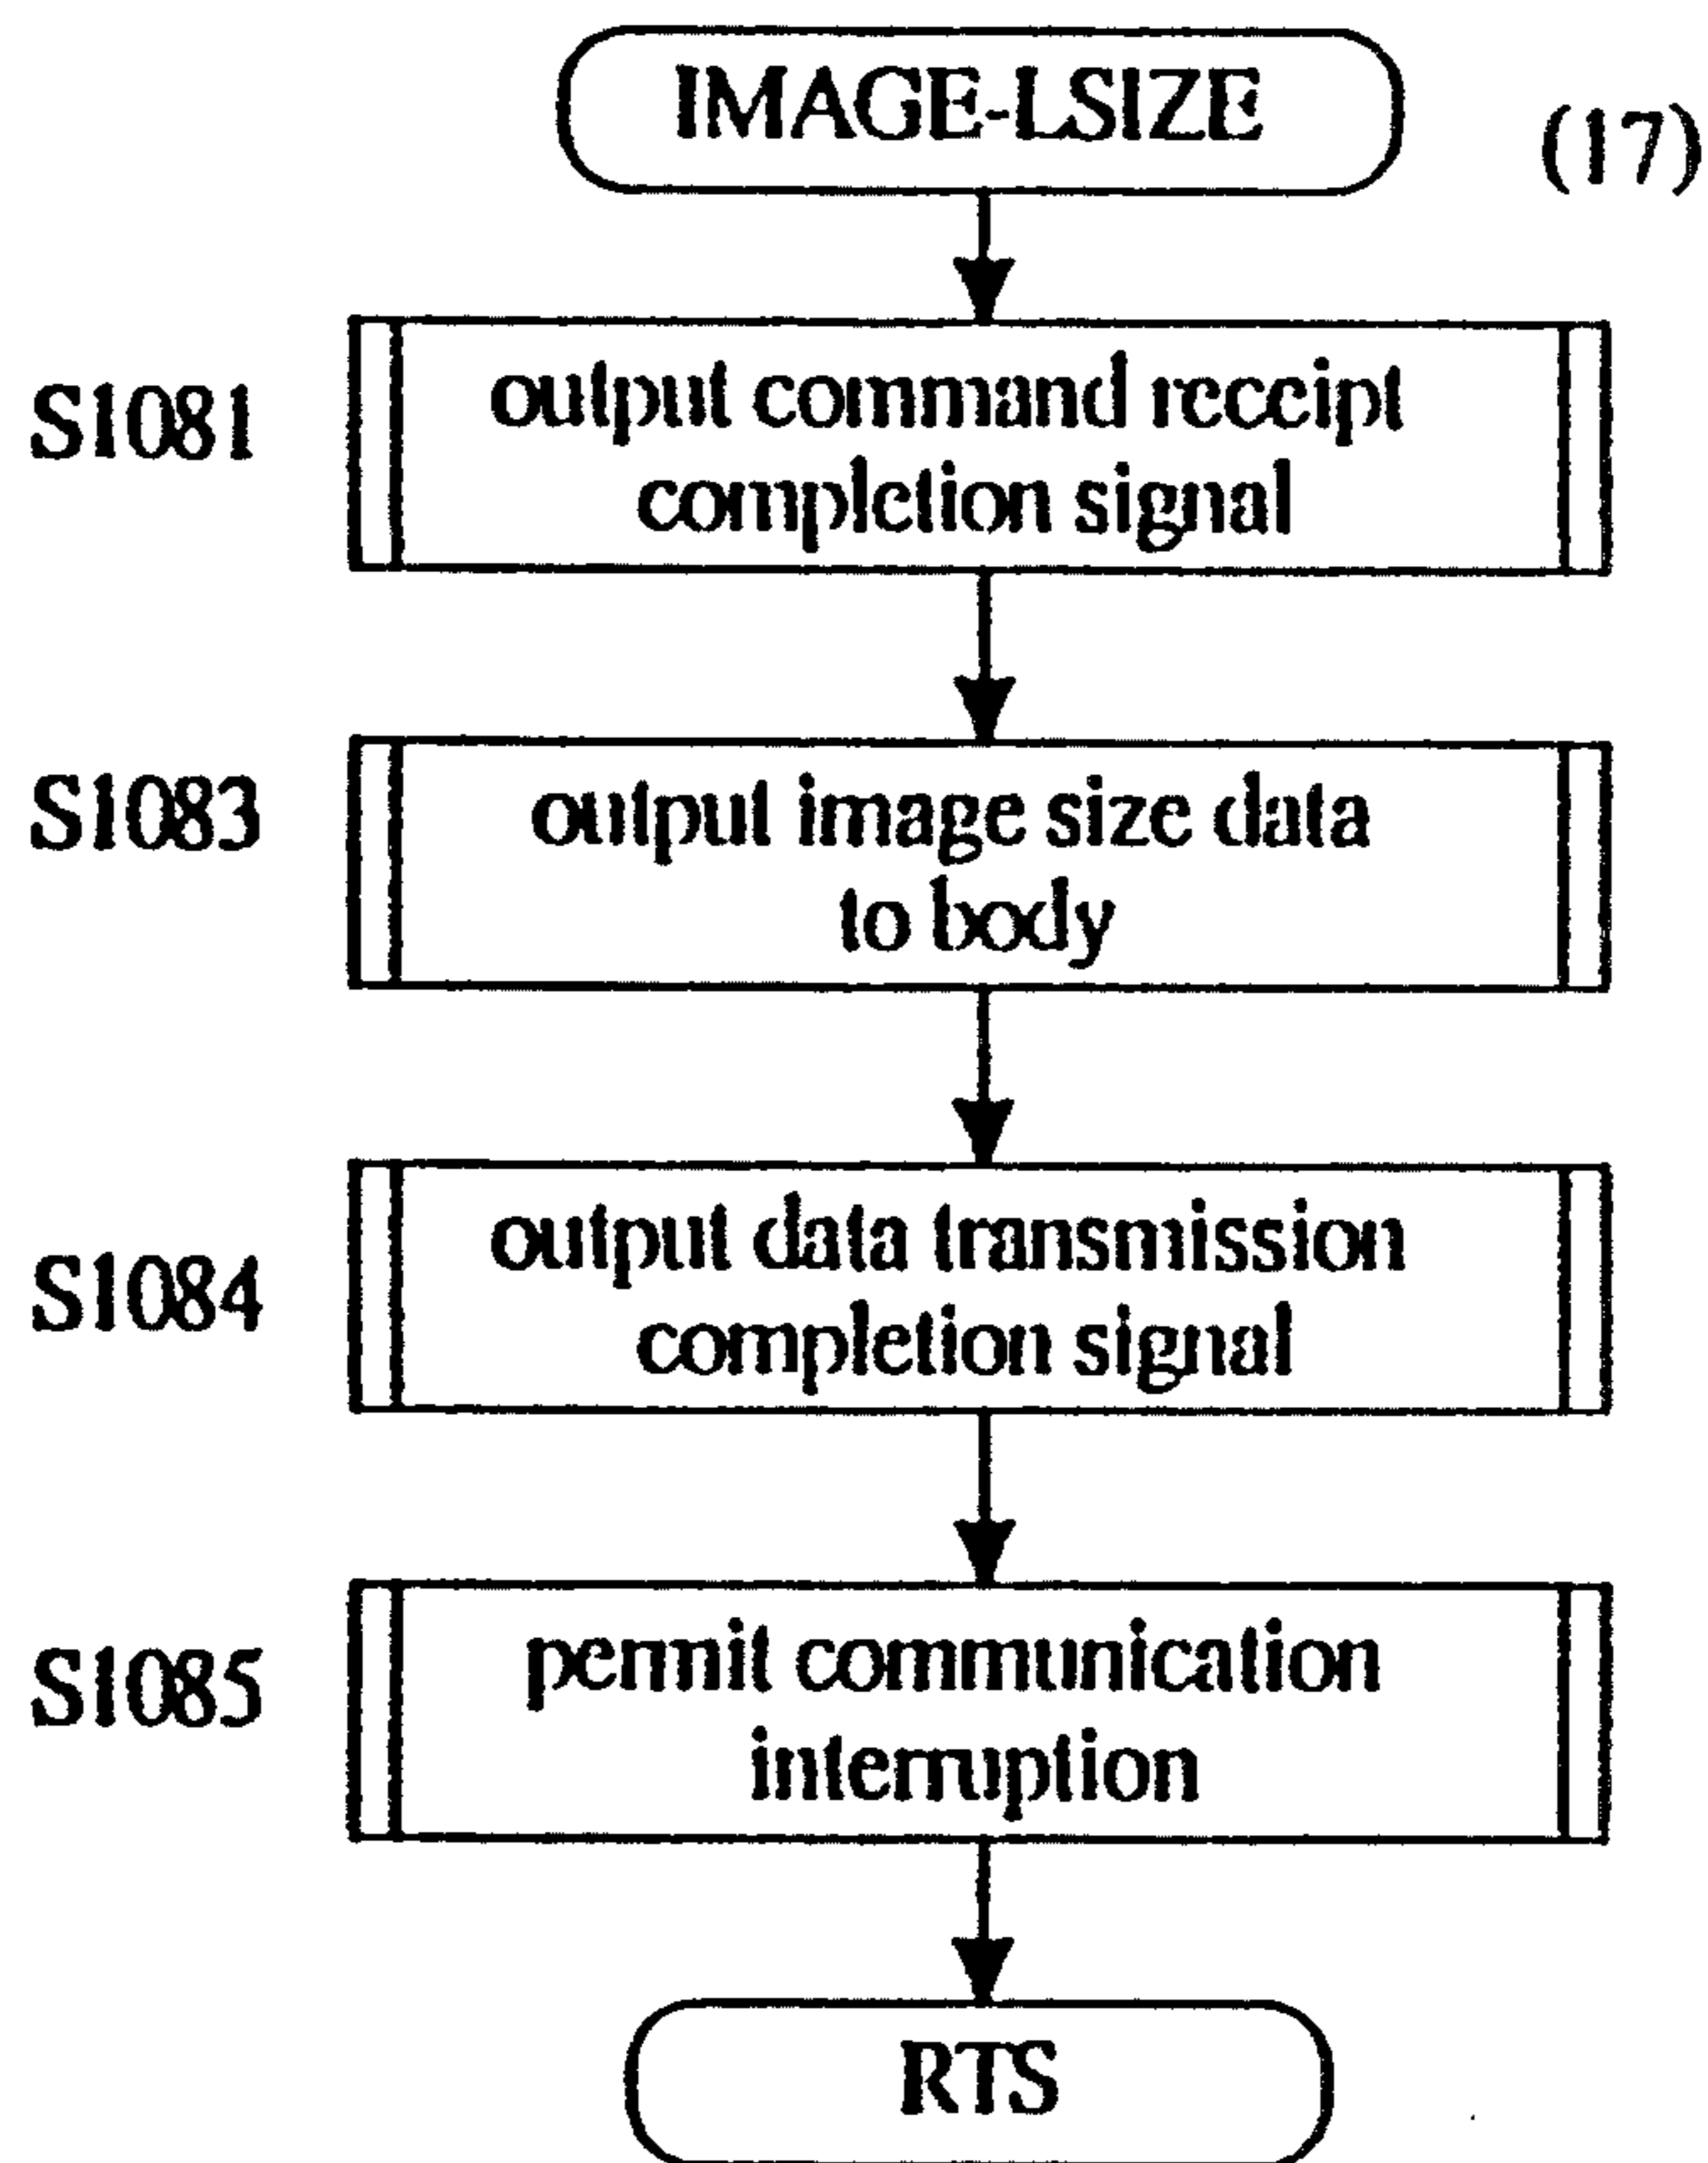 IMAGE-LSIZE
(17)
S1081
output command receipt
completion signal
S1083
output image size data
to body
S1084
output data transmission
completion signal
S1085
permit communication
interruption
RTS